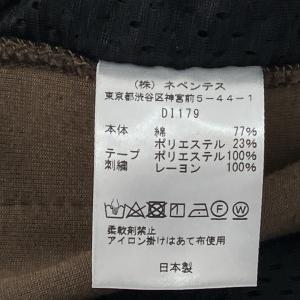 (株) ネペンテス
東京都渋谷区神宮前5-44-1
DI179
本体 綿 77%
ポリエステル 23%
テープ ポリエステル 100%
刺繍 レーヨン 100%
柔軟剤禁止
アイロン掛けはあて布使用
日本製